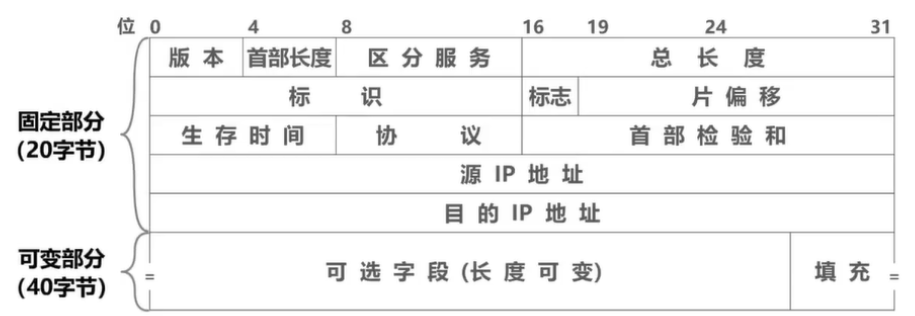 位 0 4 8 16 19 24 31
版本 首部长度 区分服务 总长度
标识 标志 片偏移
固定部分
(20字节)
生存时间 协议 首部检验和
源 IP 地址
目的 IP 地址
可变部分
(40字节)
= 可选字段 (长度可变) 填充 =